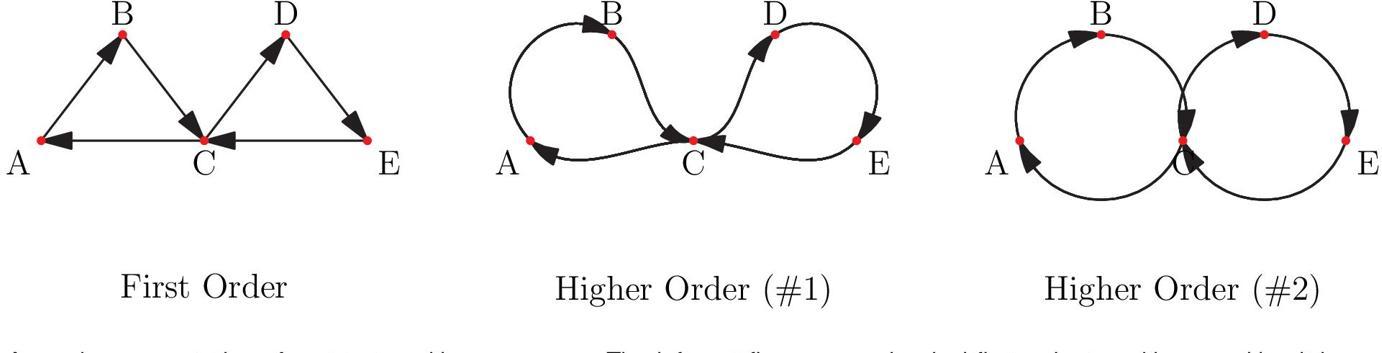 B D
A C E
B D
A C E
B D
A C E
First Order
Higher Order (#1)
Higher Order (#2)